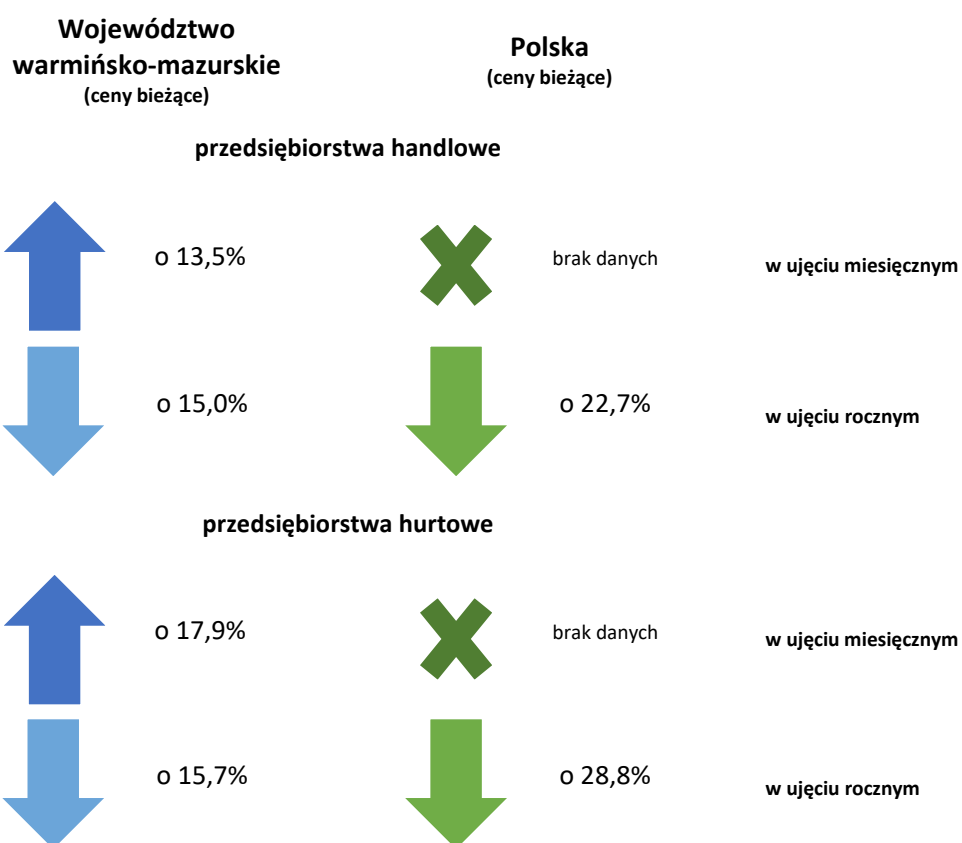 Województwo
warmińsko-mazurskie
(ceny bieżące)
Polska
(ceny bieżące)
przedsiębiorstwa handlowe
o 13,5%
brak danych
w ujęciu miesięcznym
o 15,0%
o 22,7%
w ujęciu rocznym
przedsiębiorstwa hurtowe
o 17,9%
brak danych
w ujęciu miesięcznym
o 15,7%
o 28,8%
w ujęciu rocznym